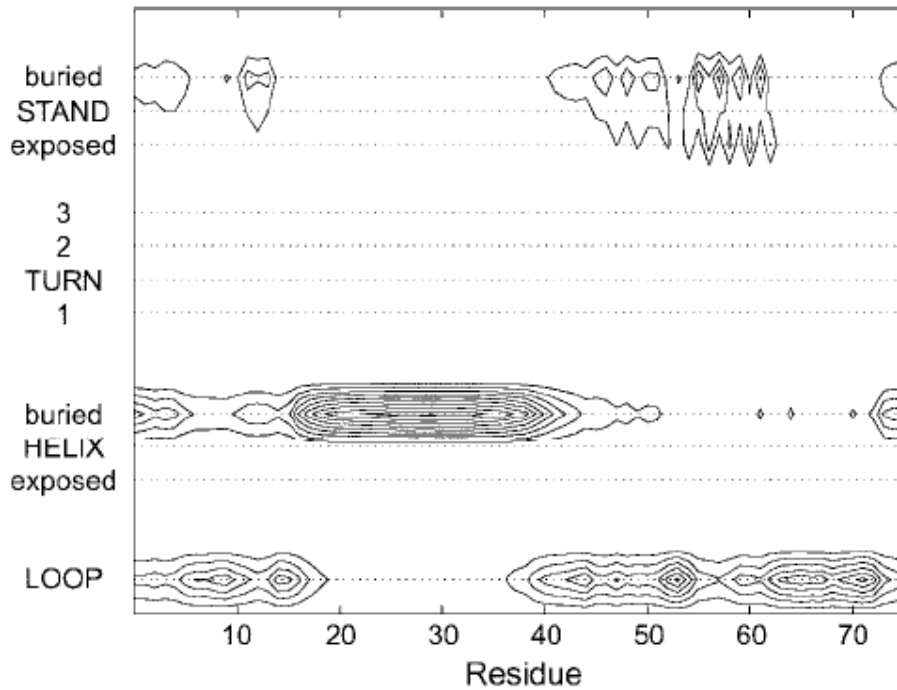 buried
STAND
exposed
3
2
TURN
1
buried
HELIX
exposed
LOOP
10 20 30 40 50 60 70
Residue